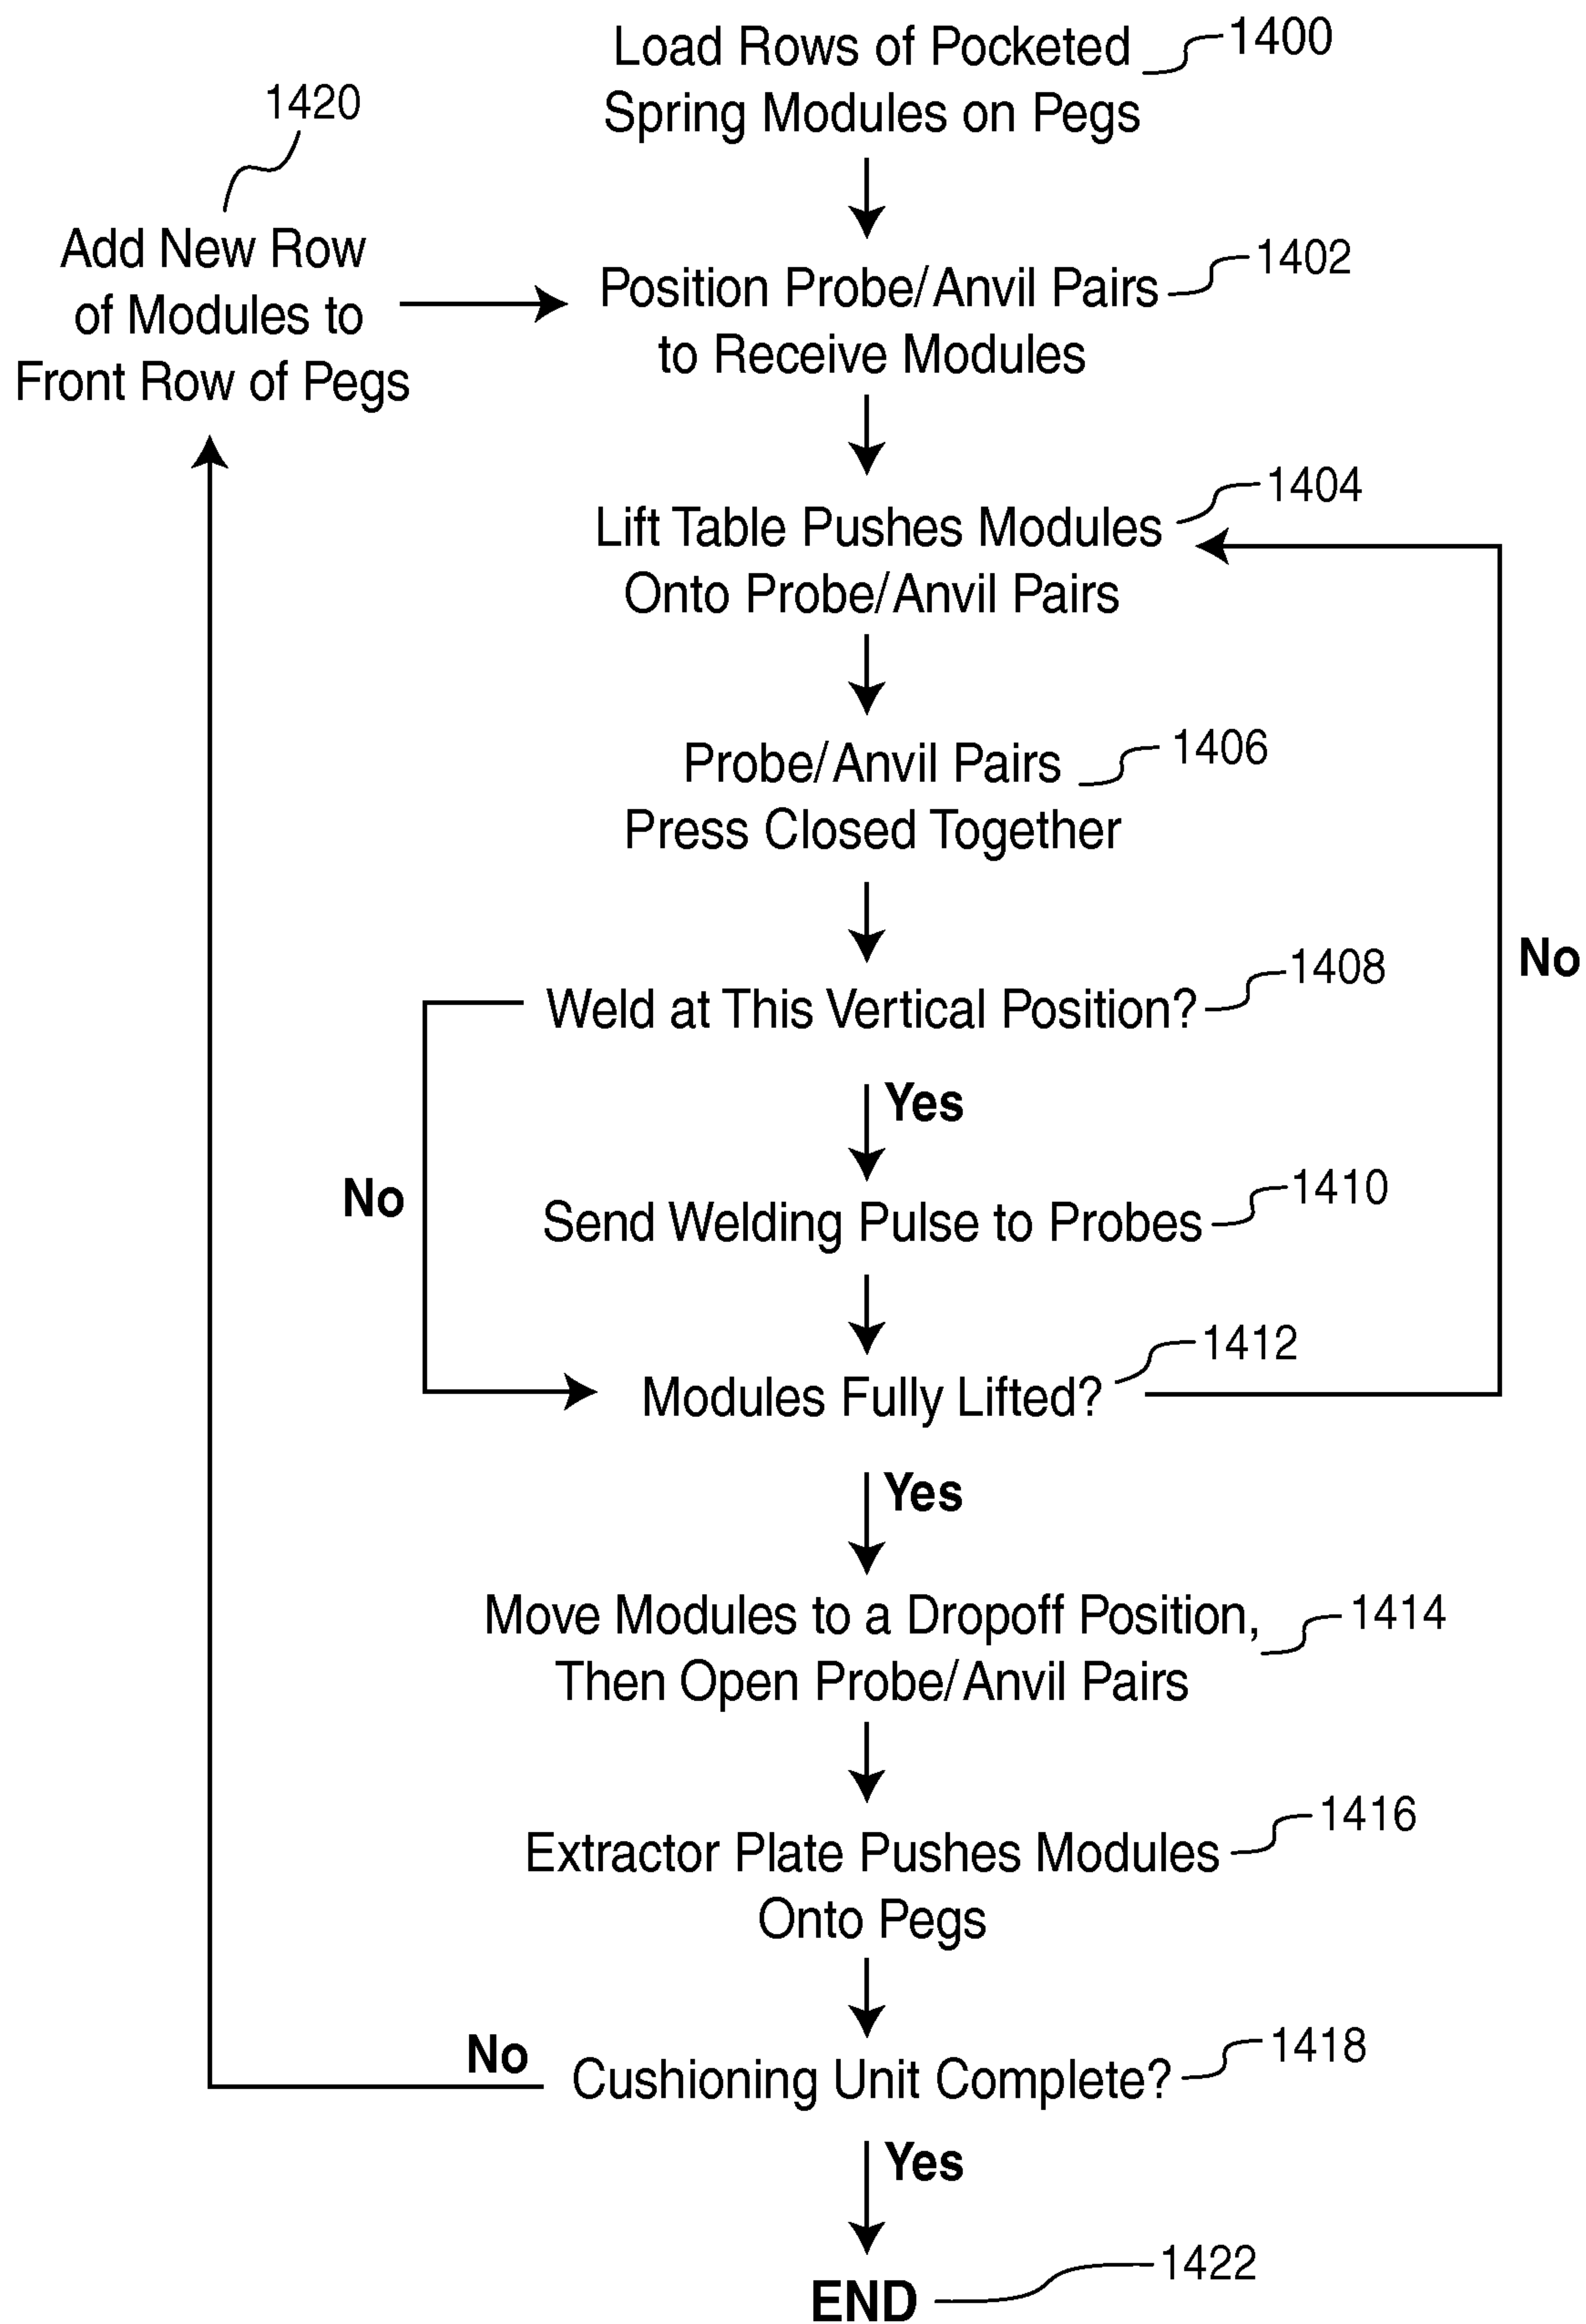 Load Rows of Pocketed
Spring Modules on Pegs
1400
1420
Add New Row
of Modules to
Front Row of Pegs
Position Probe/Anvil Pairs
to Receive Modules
1402
Lift Table Pushes Modules
Onto Probe/Anvil Pairs
1404
Probe/Anvil Pairs
Press Closed Together
1406
No
Weld at This Vertical Position?
1408
Yes
No
Send Welding Pulse to Probes
1410
Modules Fully Lifted?
1412
Yes
Move Modules to a Dropoff Position,
Then Open Probe/Anvil Pairs
1414
Extractor Plate Pushes Modules
Onto Pegs
1416
No
Cushioning Unit Complete?
1418
Yes
END
1422